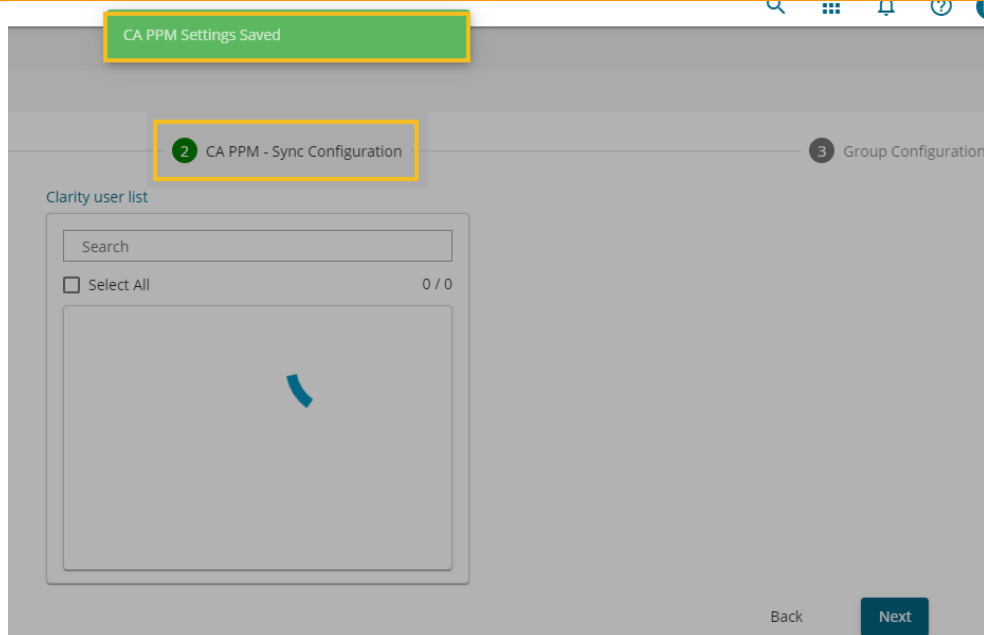 CA PPM Settings Saved
2 CA PPM - Sync Configuration
3 Group Configuration
Clarity user list
Search
Select All 0 / 0
Back Next